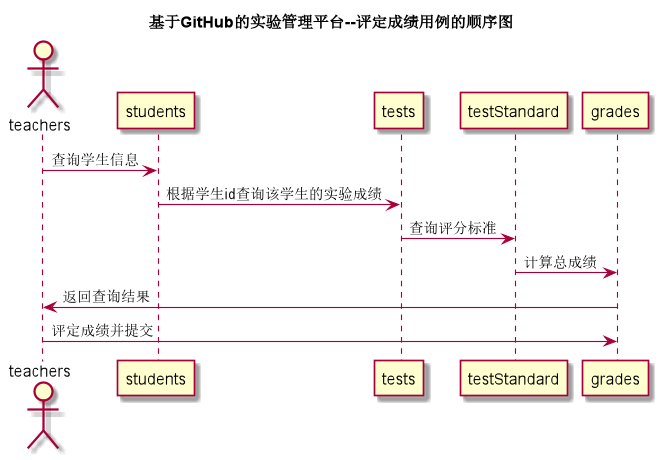 基于GitHub的实验管理平台--评定成绩用例的顺序图
teachers
students
tests
testStandard
grades
查询学生信息
根据学生id查询该学生的实验成绩
查询评分标准
计算总成绩
返回查询结果
评定成绩并提交
teachers
students
tests
testStandard
grades